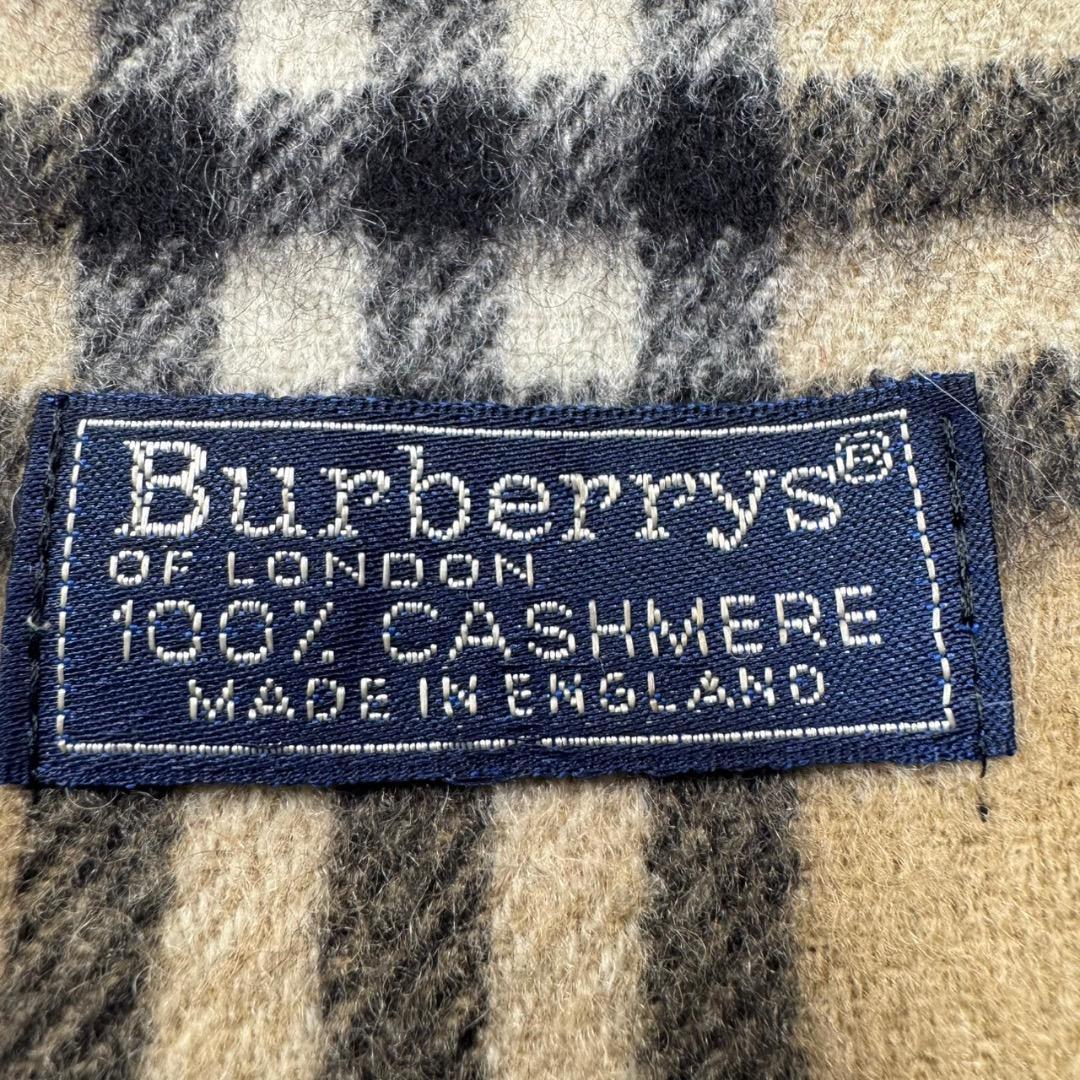 Burberrys®
OF LONDON
100% CASHMERE
MADE IN ENGLAND